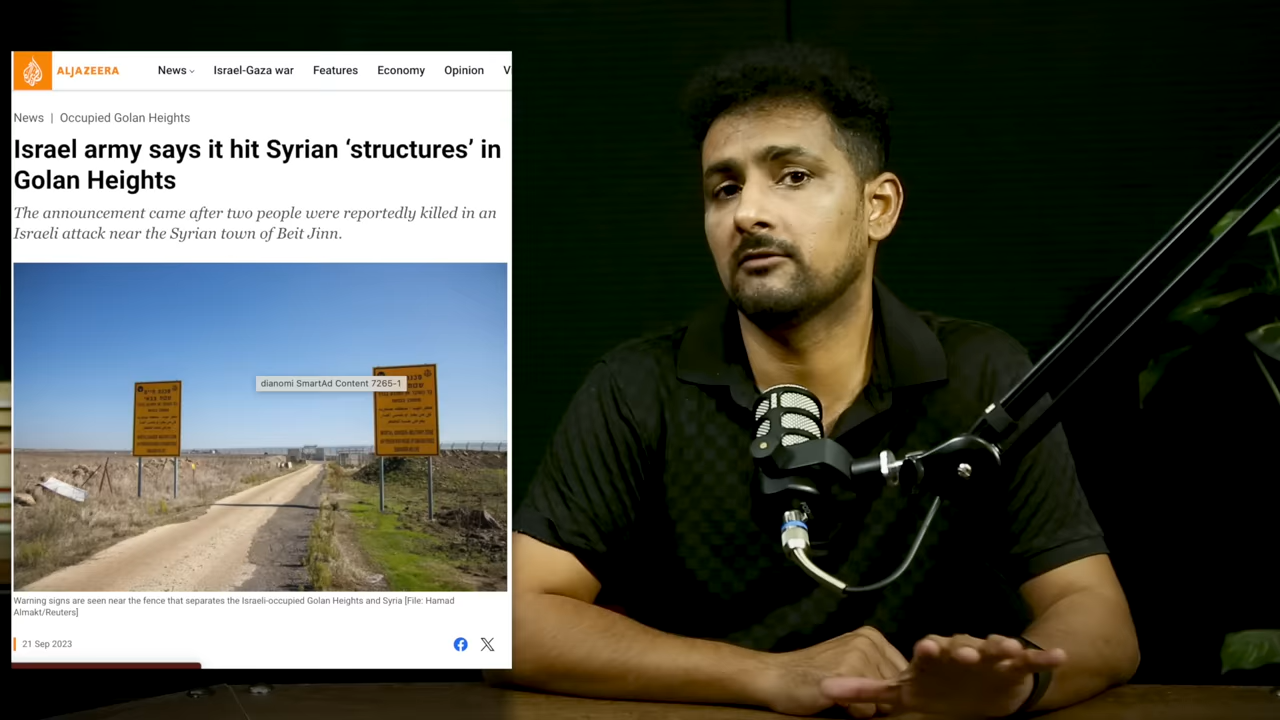 ALJAZEERA
News Israel-Gaza war Features Economy Opinion
News | Occupied Golan Heights
Israel army says it hit Syrian ‘structures’ in
Golan Heights
The announcement came after two people were reportedly killed in an
Israeli attack near the Syrian town of Beit Jinn.
dianomi SmartAd Content 7265-1
Warning signs are seen near the fence that separates the Israeli-occupied Golan Heights and Syria [File: Hamad
Almakt/Reuters]
21 Sep 2023